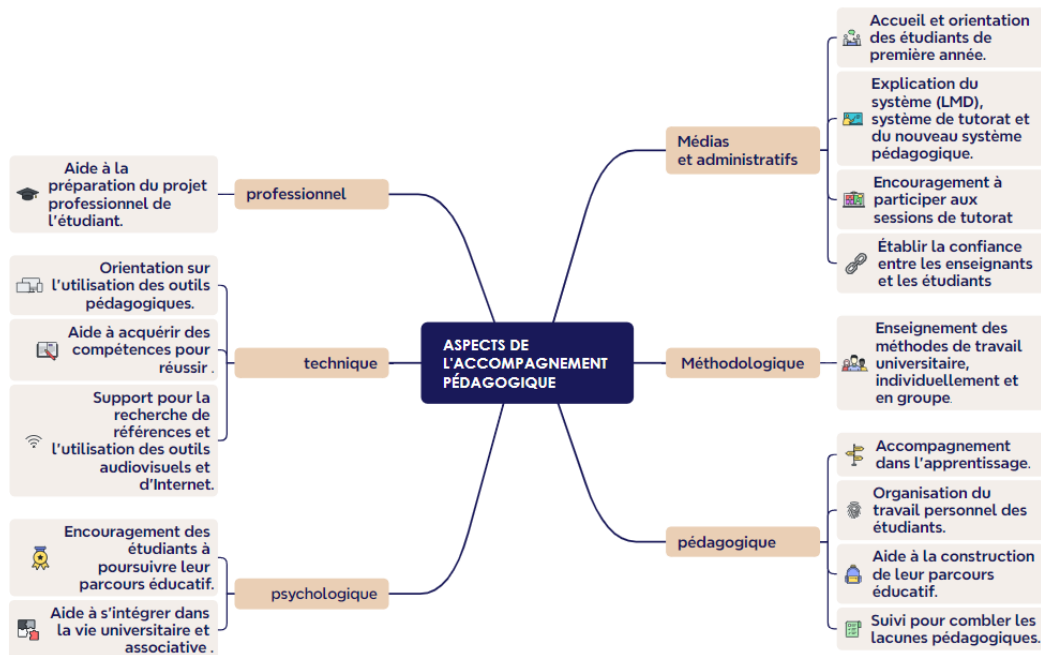 ASPECTS DE
L'ACCOMPAGNEMENT
PÉDAGOGIQUE
Médias
et administratifs
Accueil et orientation
des étudiants de
première année.
Explication du
système (LMD),
système de tutorat et
du nouveau système
pédagogique.
Encouragement à
participer aux
sessions de tutorat
Établir la confiance
entre les enseignants
et les étudiants
Méthodologique
Enseignement des
méthodes de travail
universitaire,
individuellement et
en groupe.
pédagogique
Accompagnement
dans l'apprentissage.
Organisation du
travail personnel des
étudiants.
Aide à la construction
de leur parcours
éducatif.
Suivi pour combler les
lacunes pédagogiques.
professionnel
Aide à la
préparation du projet
professionnel de
l'étudiant.
technique
Orientation sur
l'utilisation des outils
pédagogiques.
Aide à acquérir des
compétences pour
réussir .
Support pour la
recherche de
références et
l'utilisation des outils
audiovisuels et
d'Internet.
psychologique
Encouragement des
étudiants à
poursuivre leur
parcours éducatif.
Aide à s'intégrer dans
la vie universitaire et
associative .